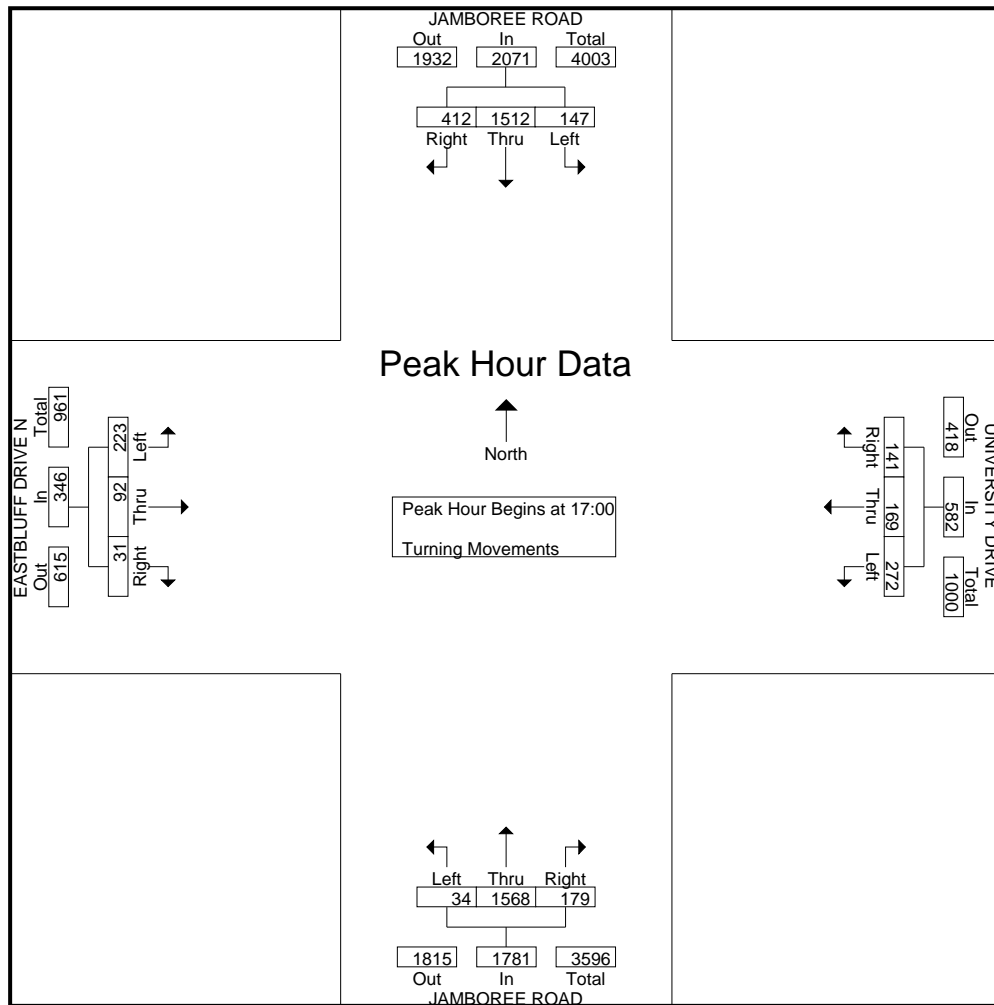 JAMBOREE ROAD
Out In Total
1932 2071 4003
412 1512 147
Right Thru Left
Peak Hour Data
North
Peak Hour Begins at 17:00
Turning Movements
EASTBLUFF DRIVE N
Out In Total
615 346 961
31 92 223
Right Thru Left
UNIVERSITY DRIVE
Out In Total
418 582 1000
141 169 272
Right Thru Left
Left Thru Right
34 1568 179
1815 1781 3596
Out In Total
JAMBOREE ROAD